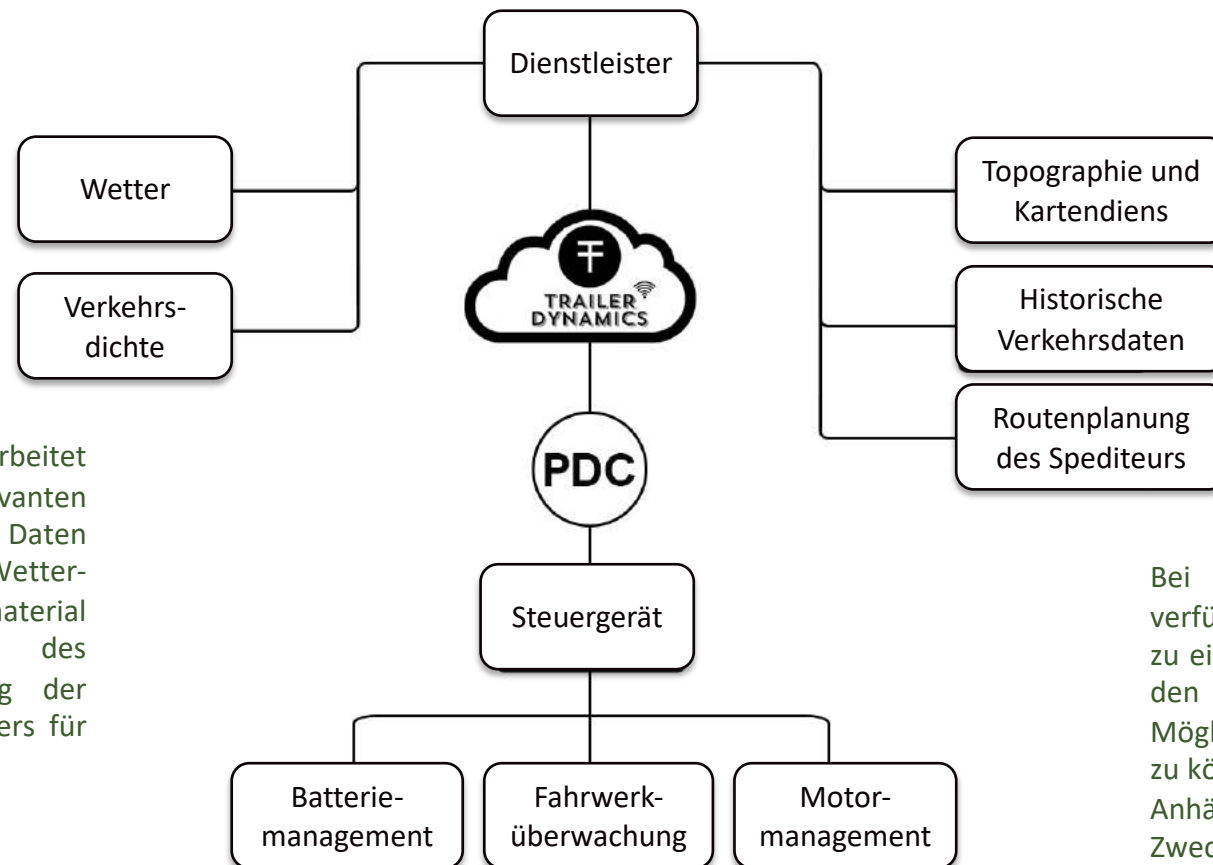 Dienstleister
Wetter
Verkehrs-
dichte
Topographie und
Kartendiens
Historische
Verkehrsdaten
Routenplanung
des Spediteurs
TRAILER
DYNAMICS
PDC
Steuergerät
Batterie-
management
Fahrwerk-
überwachung
Motor-
management
rbeitet
vanten
Daten
Wetter-
material
des
g der
ers für
Bei
verfü
zu ei
den
Mögl
zu kö
Anhä
Zwec